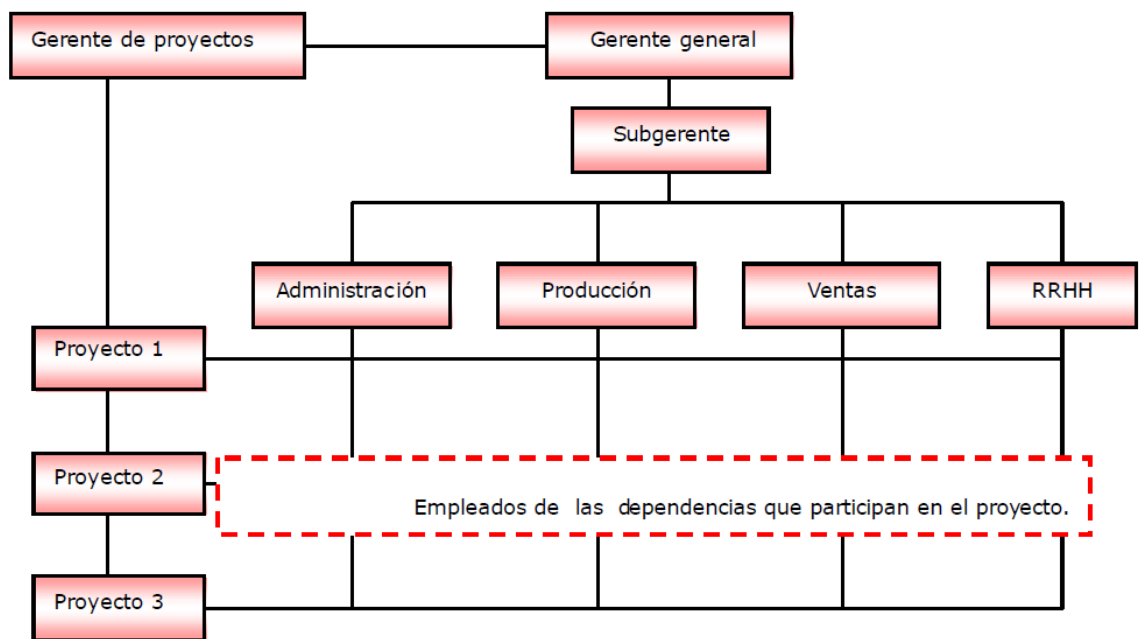 Gerente de proyectos
Gerente general
Subgerente
Administración
Producción
Ventas
RRHH
Proyecto 1
Proyecto 2
Empleados de las dependencias que participan en el proyecto.
Proyecto 3